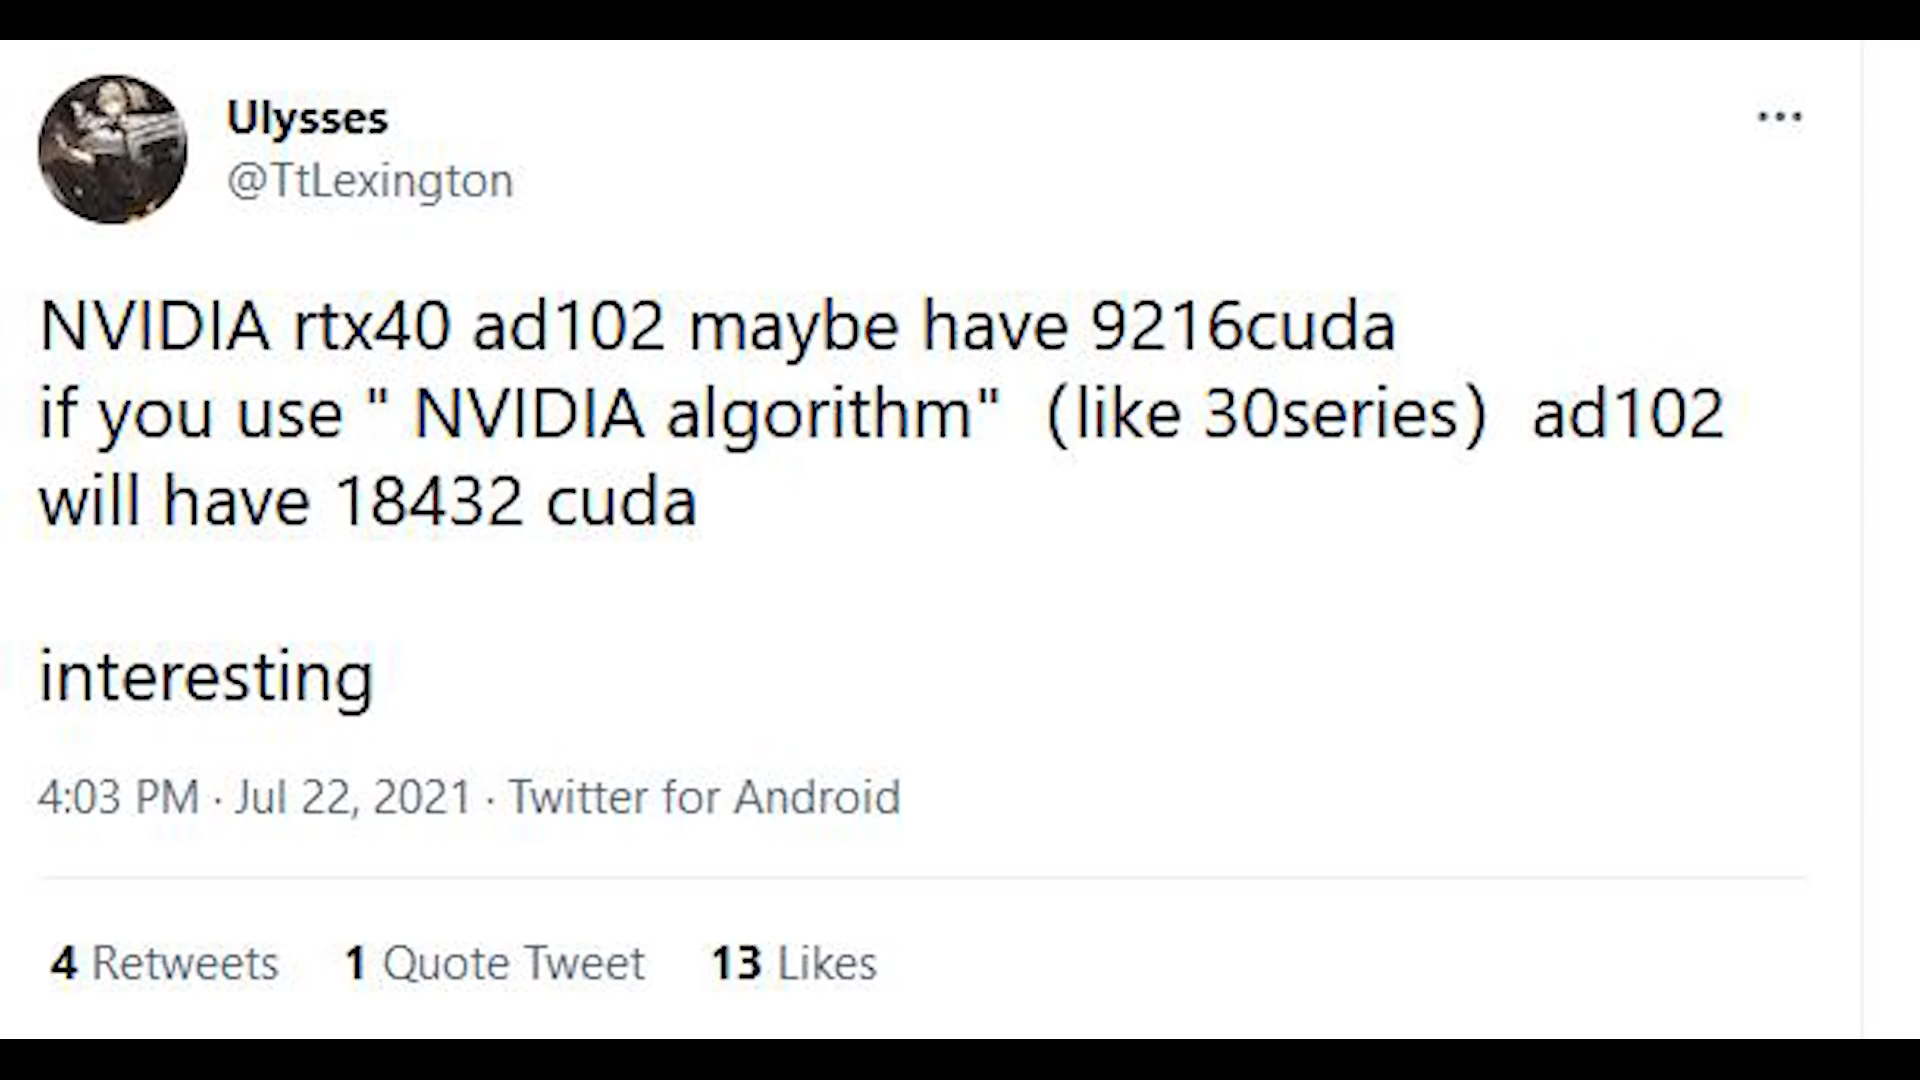 Ulysses
@TtLexington
NVIDIA rtx40 ad102 maybe have 9216cuda
if you use " NVIDIA algorithm"（like 30series）ad102
will have 18432 cuda
interesting
4:03 PM · Jul 22, 2021 · Twitter for Android
4 Retweets 1 Quote Tweet 13 Likes